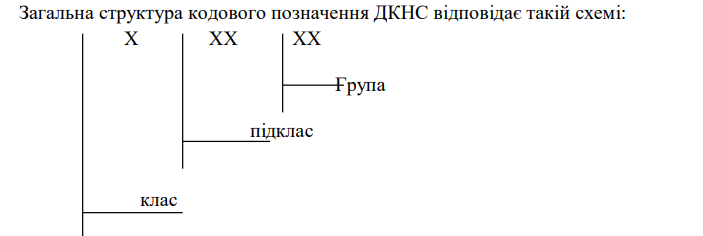 Загальна структура кодового позначення ДКНС відповідає такій схемі:
X XX XX
Група
підклас
клас